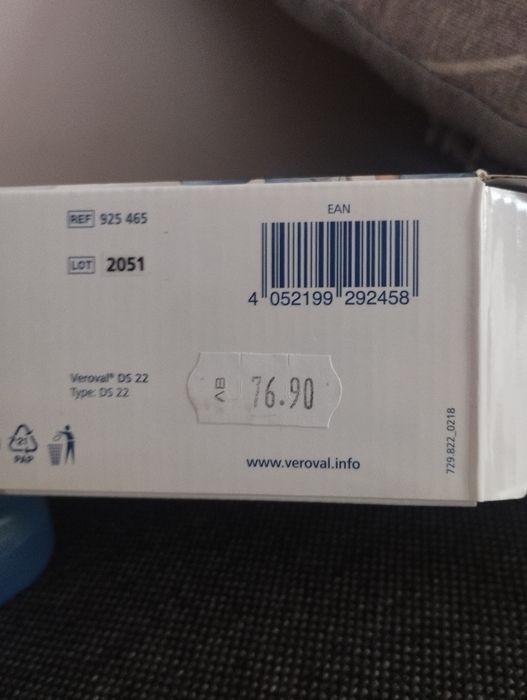 REF 925 465
LOT 2051
EAN
4 052199 292458
Veroval® DS 22
Type: DS 22
AB 76.90
21
PAP
www.veroval.info
729.822_0218